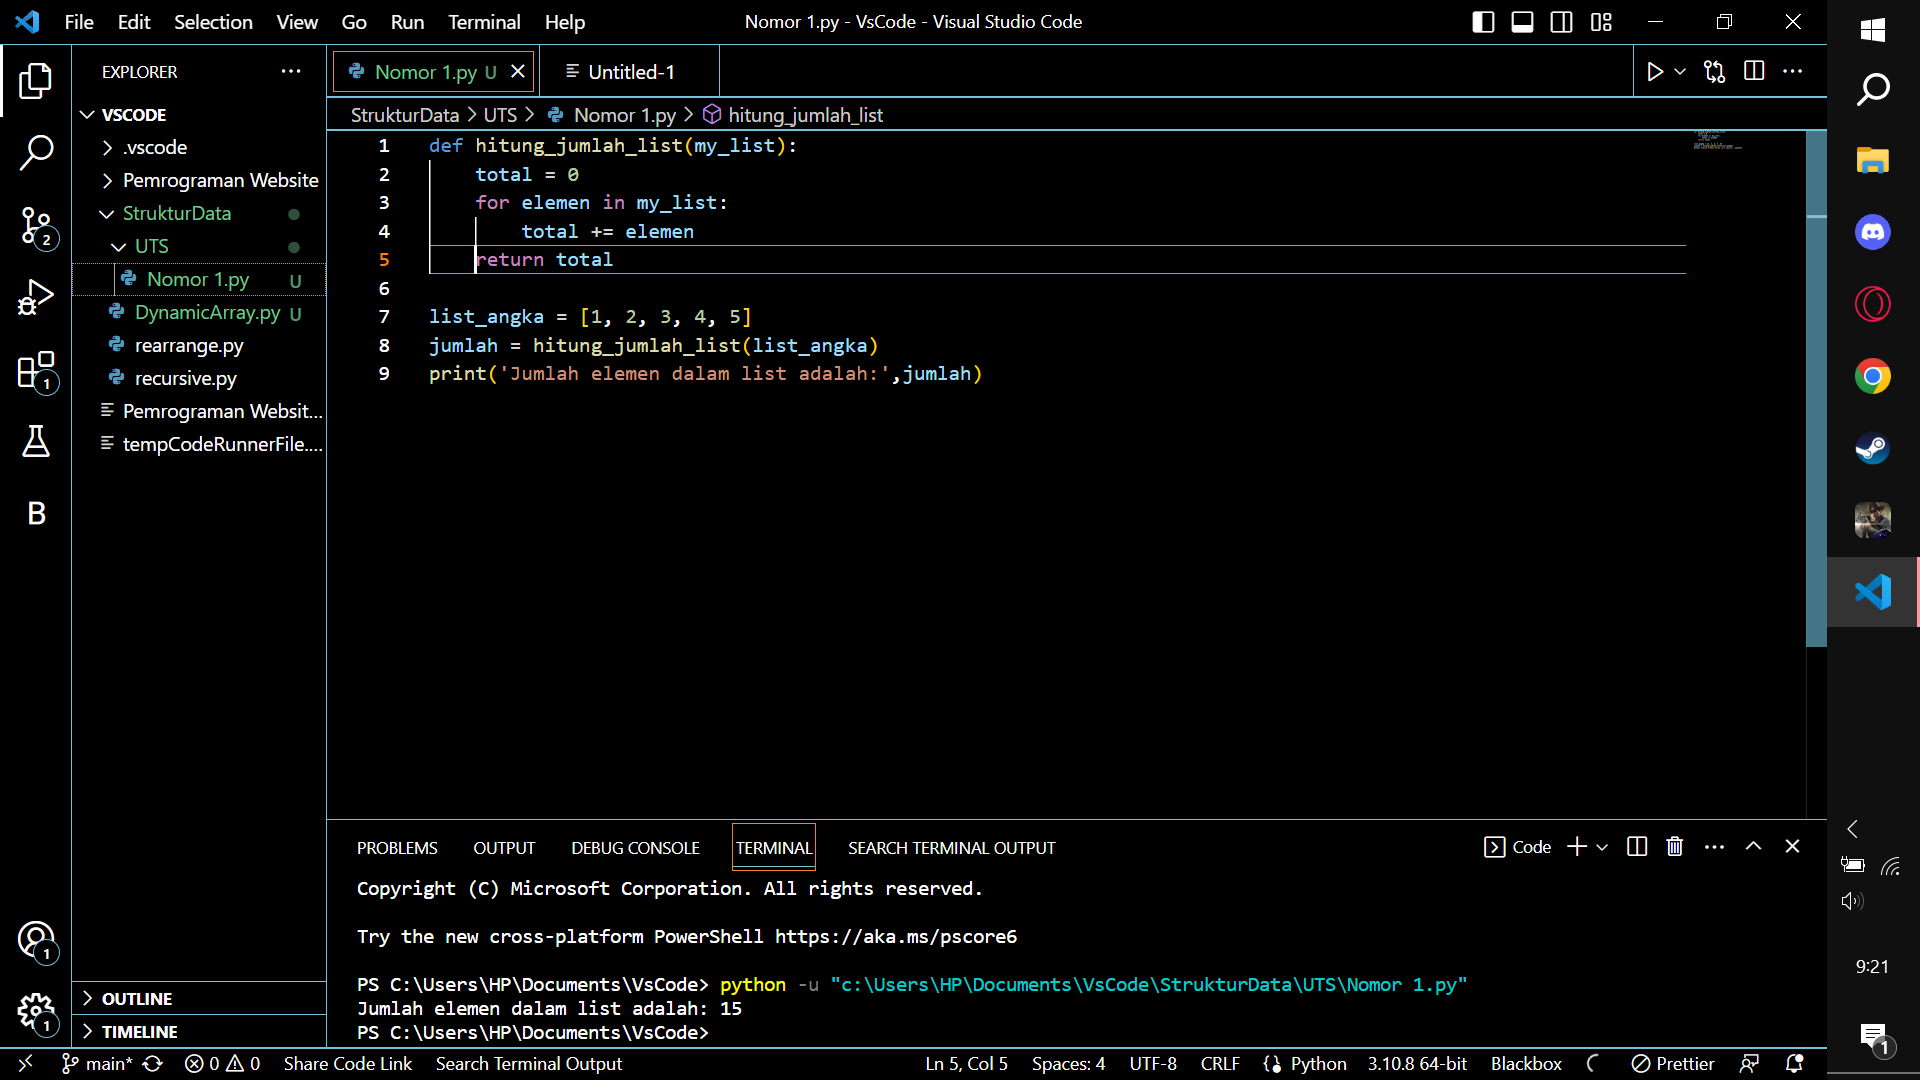 File Edit Selection View Go Run Terminal Help
Nomor 1.py - VsCode - Visual Studio Code
EXPLORER
VSCODE
.vscode
Pemrograman Website
StrukturData
UTS
Nomor 1.py U
DynamicArray.py U
rearrange.py
recursive.py
Pemrograman Websit...
tempCodeRunnerFile....
OUTLINE
TIMELINE
2
1
B
1
1
Nomor 1.py U
Untitled-1
StrukturData > UTS > Nomor 1.py > hitung_jumlah_list
1 def hitung_jumlah_list(my_list):
2 total = 0
3 for elemen in my_list:
4 total += elemen
5 return total
6
7 list_angka = [1, 2, 3, 4, 5]
8 jumlah = hitung_jumlah_list(list_angka)
9 print('Jumlah elemen dalam list adalah:',jumlah)
PROBLEMS OUTPUT DEBUG CONSOLE TERMINAL SEARCH TERMINAL OUTPUT
Code
Copyright (C) Microsoft Corporation. All rights reserved.
Try the new cross-platform PowerShell https://aka.ms/pscore6
PS C:\Users\HP\Documents\VsCode> python -u "c:\Users\HP\Documents\VsCode\StrukturData\UTS\Nomor 1.py"
Jumlah elemen dalam list adalah: 15
PS C:\Users\HP\Documents\VsCode>
main* 0 0 Share Code Link Search Terminal Output
Ln 5, Col 5 Spaces: 4 UTF-8 CRLF Python 3.10.8 64-bit Blackbox Prettier
9:21
1